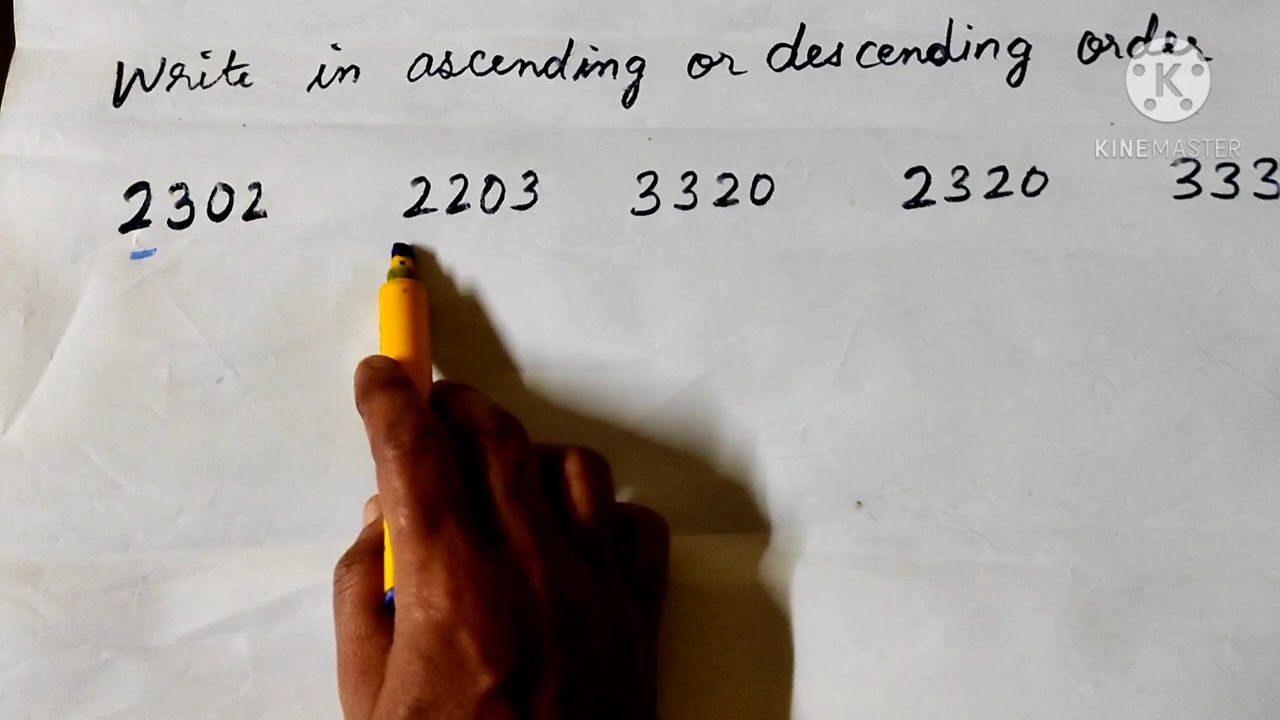 Write in ascending or descending order
2302 2203 3320 2320 333
K
KINEMASTER